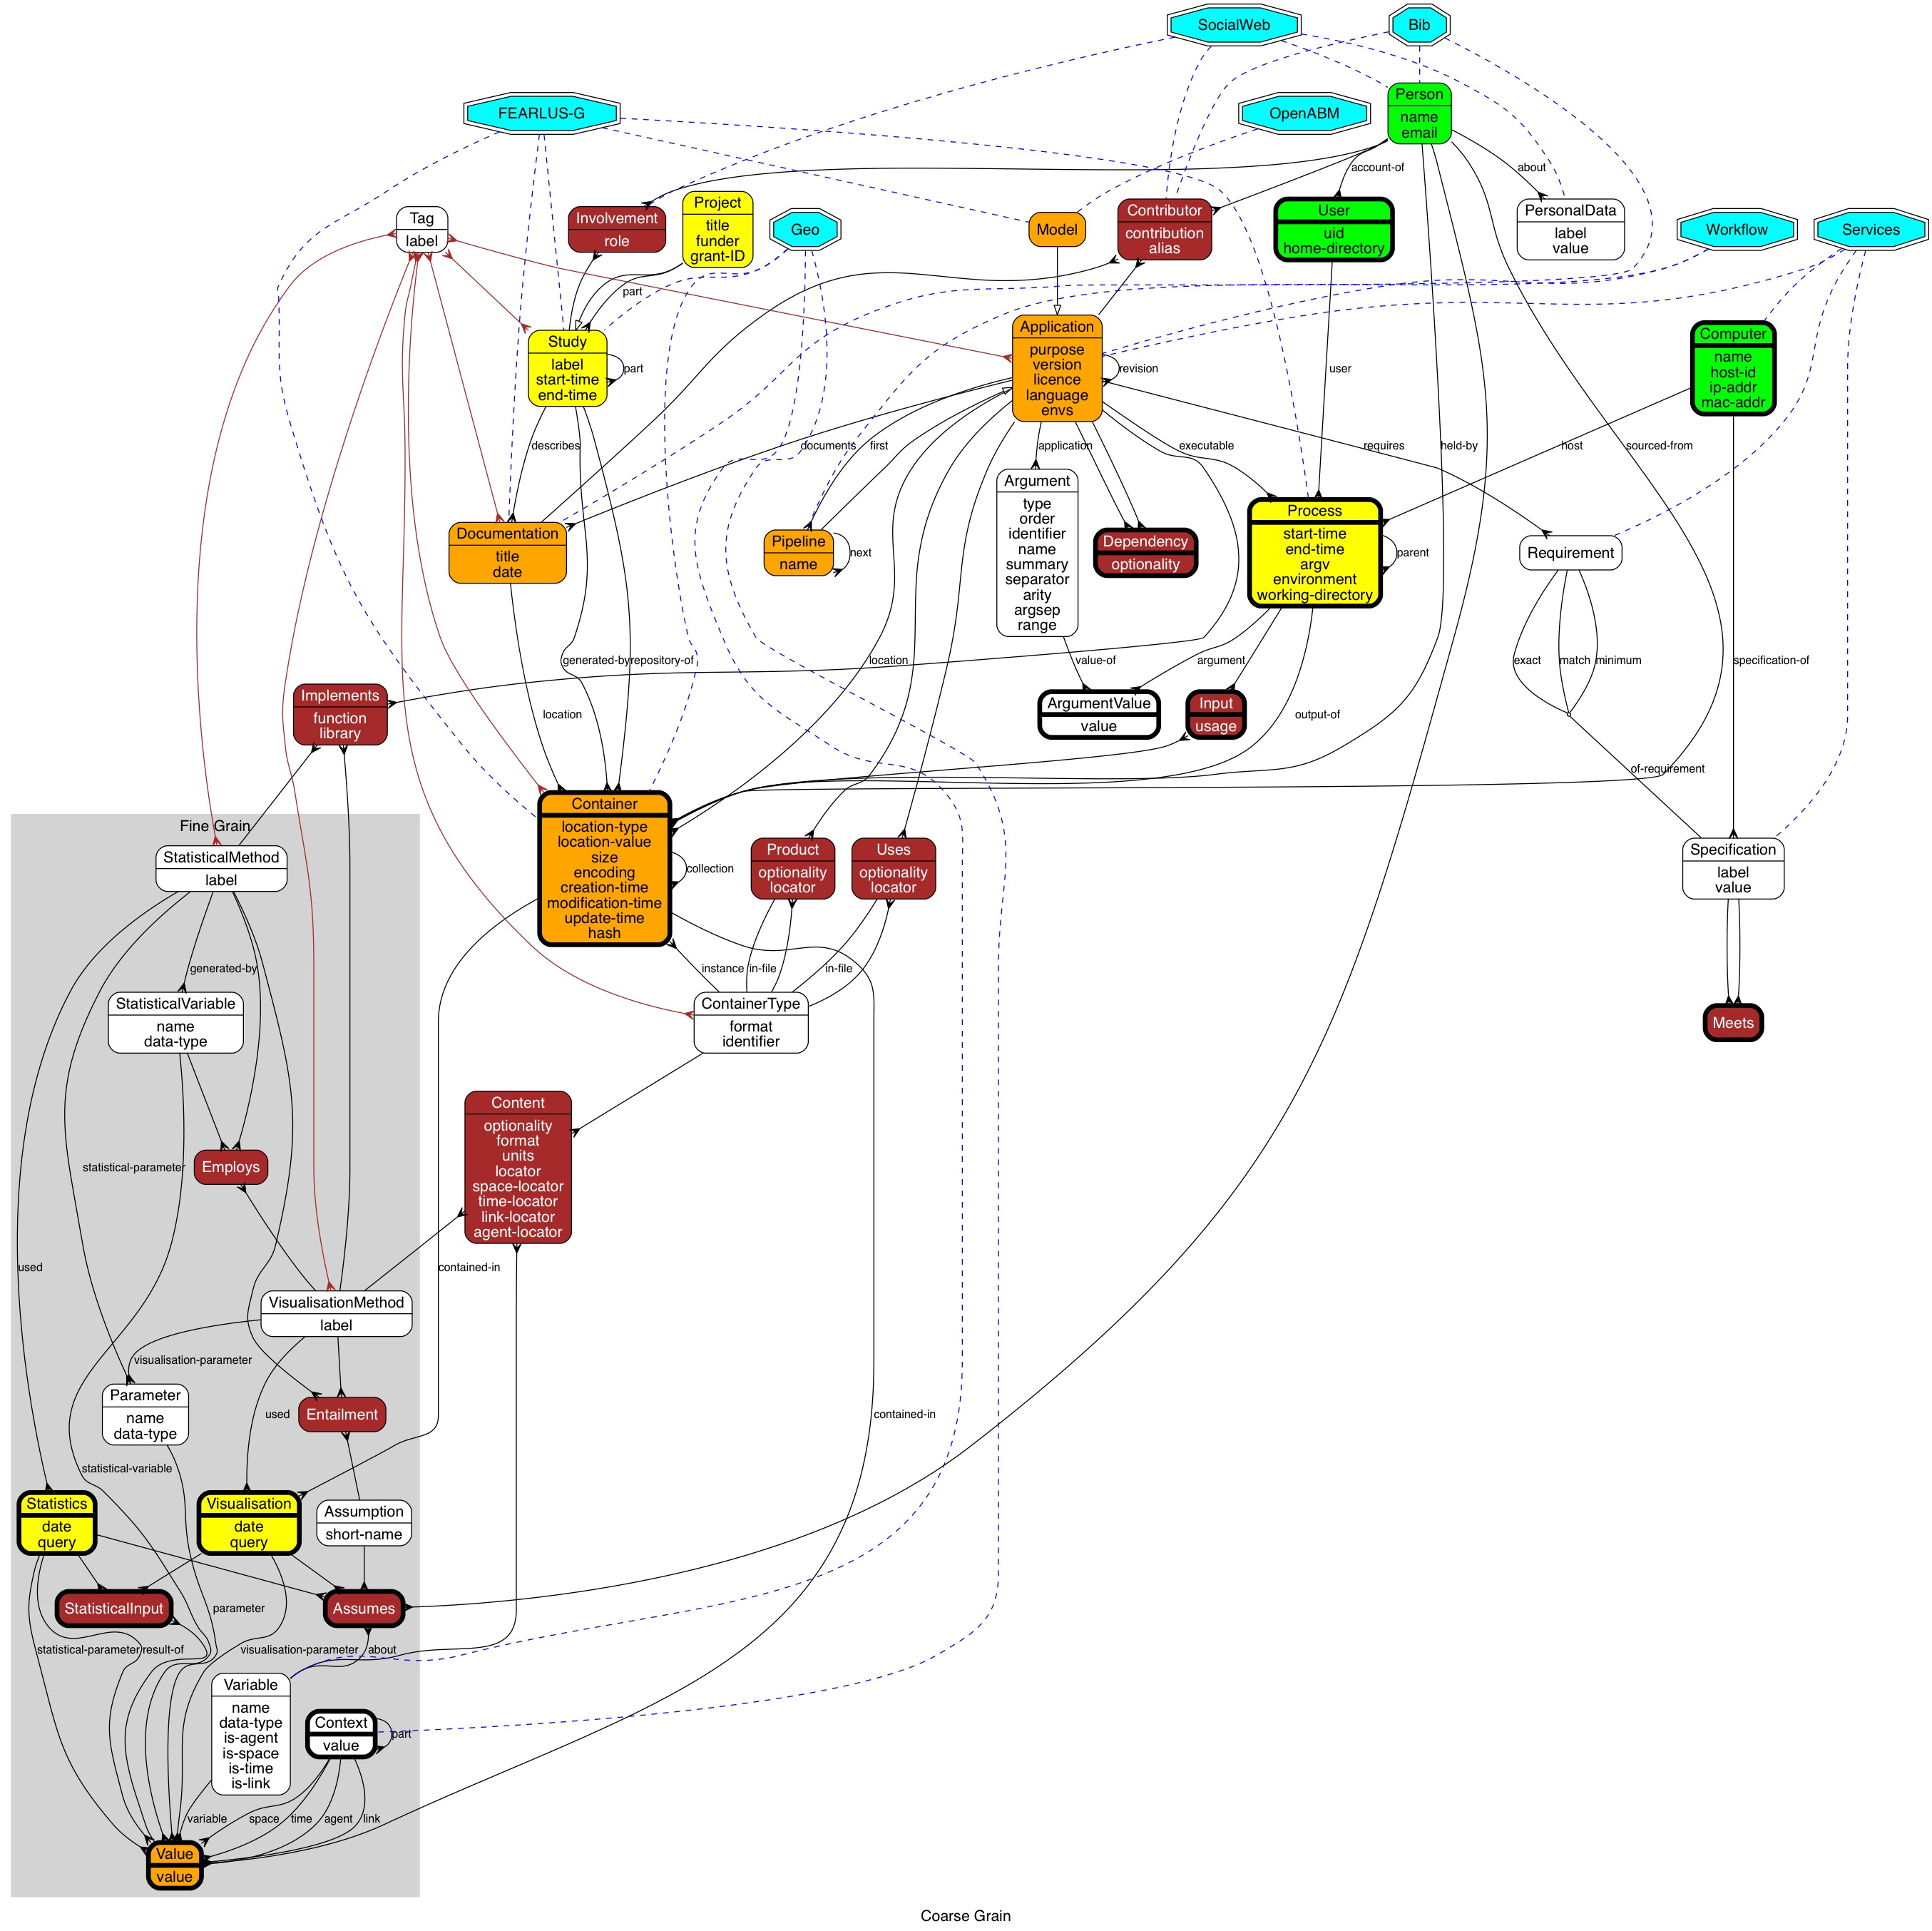 SocialWeb
Bib
FEARLUS-G
OpenABM
Person
name
email
account-of
about
Tag
label
Involvement
role
Project
title
funder
grant-ID
Geo
Model
Contributor
contribution
alias
User
uid
home-directory
PersonalData
label
value
Workflow
Services
part
Study
label
start-time
end-time
part
Application
purpose
version
licence
language
envs
revision
user
Computer
name
host-id
ip-addr
mac-addr
describes
documents
first
application
executable
requires
held-by
host
sourced-from
Documentation
title
date
Pipeline
name
next
Argument
type
order
identifier
name
summary
separator
arity
argsep
range
Dependency
optionality
Process
start-time
end-time
argv
environment
working-directory
parent
Requirement
generated-by
repository-of
location
value-of
argument
exact
match
minimum
specification-of
Implements
function
library
location
ArgumentValue
value
Input
usage
output-of
of-requirement
Container
location-type
location-value
size
encoding
creation-time
modification-time
update-time
hash
collection
Product
optionality
locator
Uses
optionality
locator
Specification
label
value
Fine Grain
StatisticalMethod
label
generated-by
instance
in-file
in-file
StatisticalVariable
name
data-type
ContainerType
format
identifier
Meets
Content
optionality
format
units
locator
space-locator
time-locator
link-locator
agent-locator
statistical-parameter
Employs
used
contained-in
VisualisationMethod
label
visualisation-parameter
Parameter
name
data-type
used
Entailment
contained-in
statistical-variable
Statistics
date
query
Visualisation
date
query
Assumption
short-name
StatisticalInput
parameter
Assumes
statistical-parameter
result-of
visualisation-parameter
about
Variable
name
data-type
is-agent
is-space
is-time
is-link
Context
value
part
variable
space
time
agent
link
Value
value
Coarse Grain